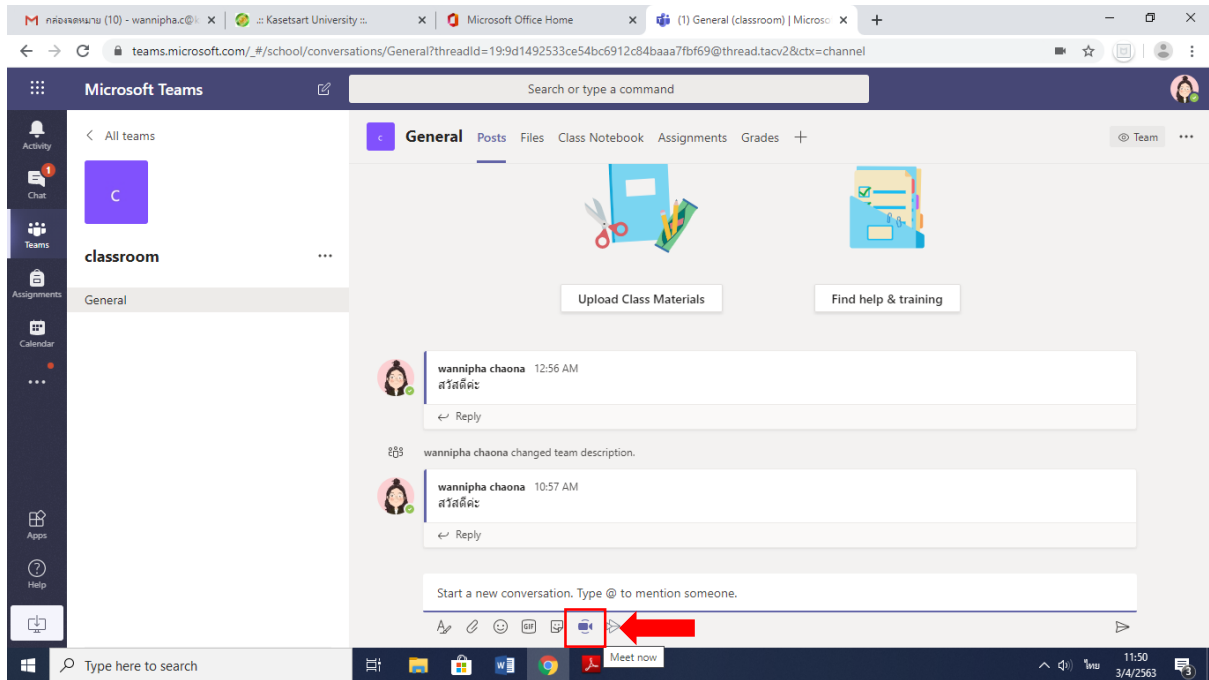 กล่องจดหมาย (10) - wannipha.c@k
.:: Kasetsart University ::.
Microsoft Office Home
(1) General (classroom) | Microso
teams.microsoft.com/_#/school/conversations/General?threadId=19:9d1492533ce54bc6912c84baaa7fbf69@thread.tacv2&ctx=channel
Microsoft Teams
Search or type a command
Activity
Chat
1
Teams
Assignments
Calendar
Apps
Help
All teams
C
classroom
General
c
General Posts Files Class Notebook Assignments Grades
Team
Upload Class Materials
Find help & training
wannipha chaona 12:56 AM
สวัสดีค่ะ
Reply
wannipha chaona changed team description.
wannipha chaona 10:57 AM
สวัสดีค่ะ
Reply
Start a new conversation. Type @ to mention someone.
GIF
Meet now
Type here to search
ไทย
11:50
3/4/2563
3